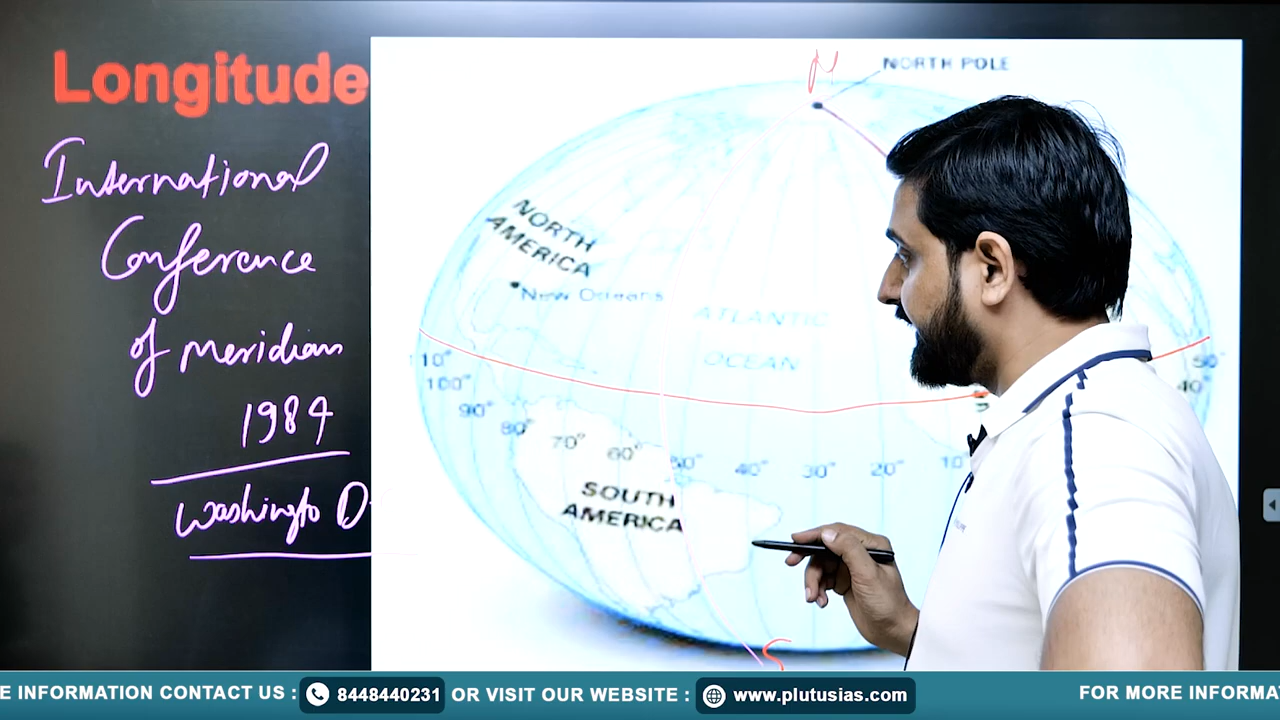 Longitude
International
Conference
of meridian
1984
Washingto D
N
NORTH POLE
NORTH
AMERICA
New Orleans
ATLANTIC
OCEAN
10°
100°
90°
80°
70°
60°
50°
40°
30°
20°
10°
50°
40°
SOUTH
AMERICA
S
E INFORMATION CONTACT US : 8448440231 OR VISIT OUR WEBSITE : www.plutusias.com FOR MORE INFORMAT